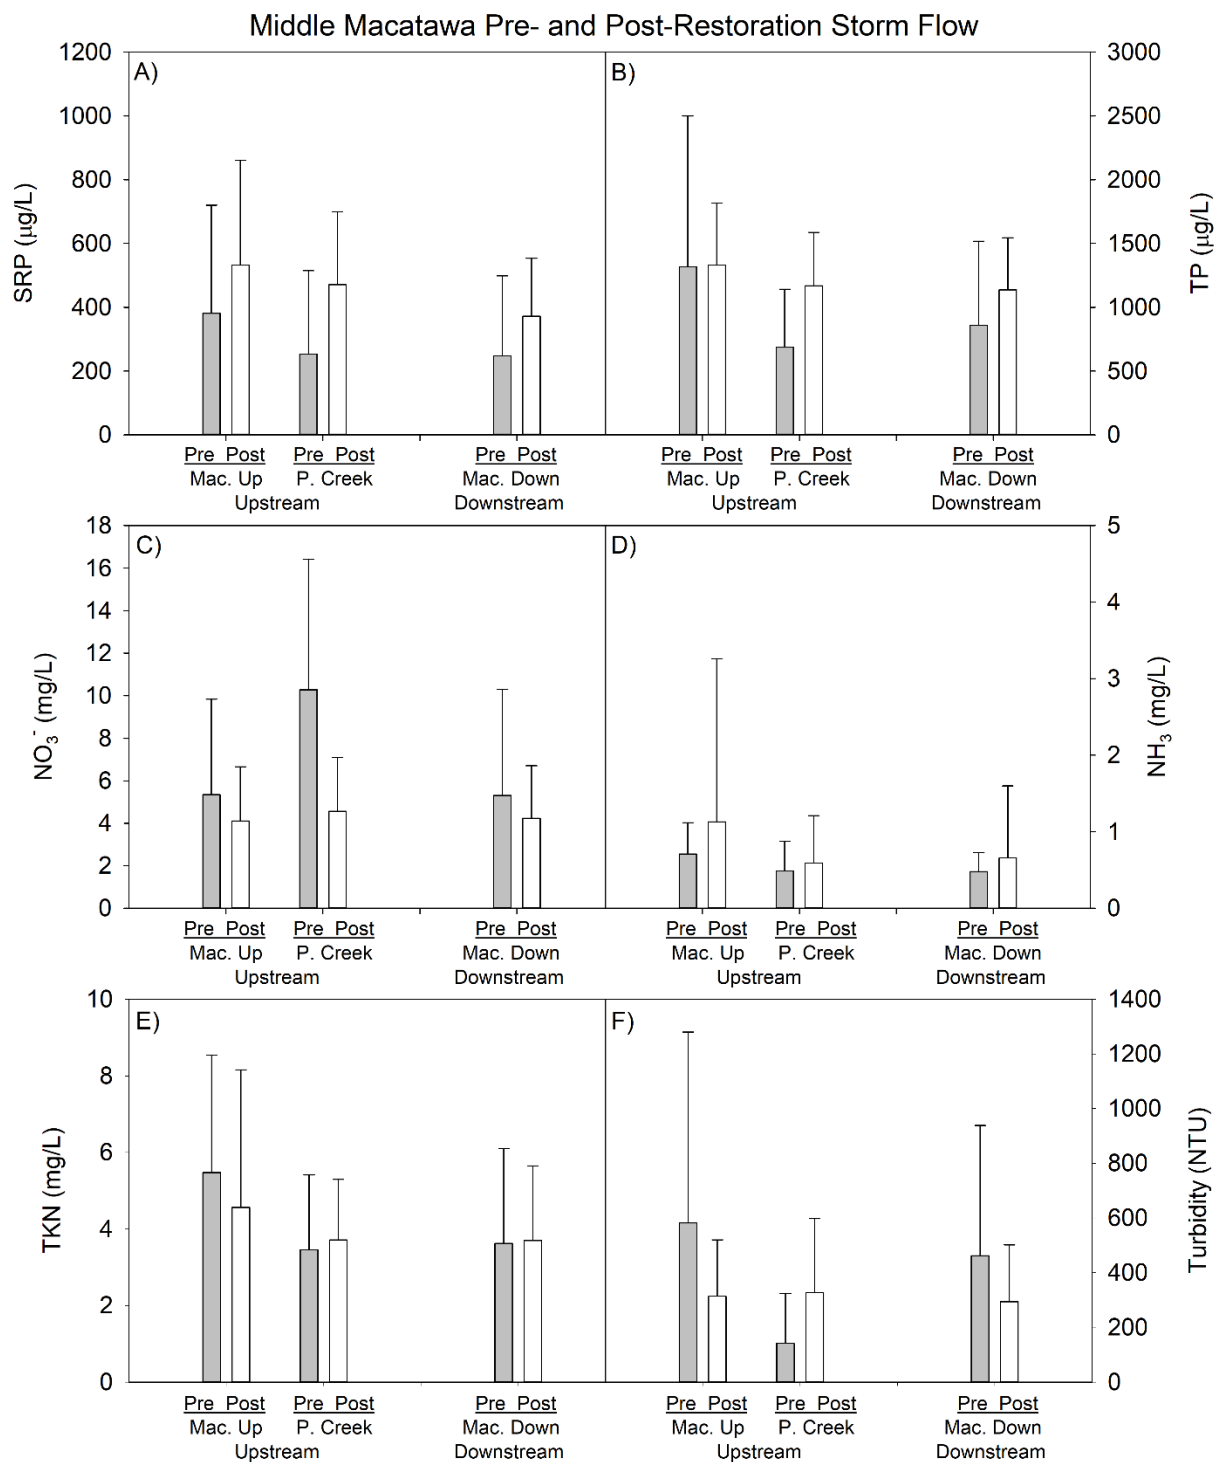 Middle Macatawa Pre- and Post-Restoration Storm Flow
A)
B)
SRP (µg/L)
1200
1000
800
600
400
200
0
TP (µg/L)
3000
2500
2000
1500
1000
500
0
Pre Post Pre Post Pre Post
Mac. Up P. Creek Mac. Down
Upstream Downstream
Pre Post Pre Post Pre Post
Mac. Up P. Creek Mac. Down
Upstream Downstream
C)
D)
NO₃⁻ (mg/L)
18
16
14
12
10
8
6
4
2
0
NH₃ (mg/L)
5
4
3
2
1
0
Pre Post Pre Post Pre Post
Mac. Up P. Creek Mac. Down
Upstream Downstream
Pre Post Pre Post Pre Post
Mac. Up P. Creek Mac. Down
Upstream Downstream
E)
F)
TKN (mg/L)
10
8
6
4
2
0
Turbidity (NTU)
1400
1200
1000
800
600
400
200
0
Pre Post Pre Post Pre Post
Mac. Up P. Creek Mac. Down
Upstream Downstream
Pre Post Pre Post Pre Post
Mac. Up P. Creek Mac. Down
Upstream Downstream